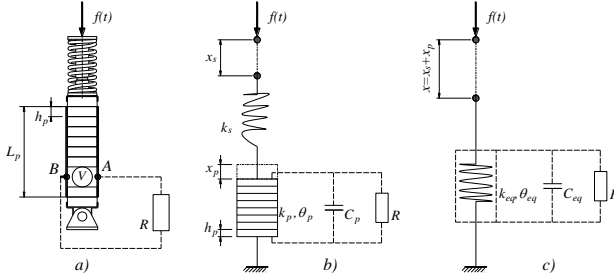 f(t)
h_p
L_p
B
V
A
R
a)
f(t)
x_s
k_s
x_p
h_p
k_p, θ_p
C_p
R
b)
f(t)
x=x_s+x_p
k_eq, θ_eq
C_eq
c)